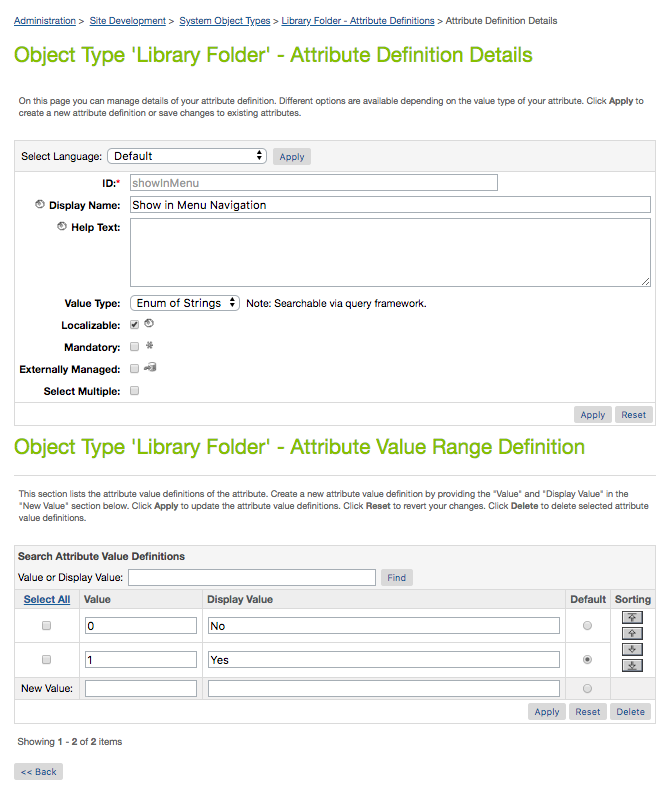 Administration > Site Development > System Object Types > Library Folder - Attribute Definitions > Attribute Definition Details
Object Type 'Library Folder' - Attribute Definition Details
On this page you can manage details of your attribute definition. Different options are available depending on the value type of your attribute. Click Apply to
create a new attribute definition or save changes to existing attributes.
Select Language: Default Apply
ID:* showInMenu
Display Name: Show in Menu Navigation
Help Text:
Value Type: Enum of Strings Note: Searchable via query framework.
Localizable:
Mandatory:
Externally Managed:
Select Multiple:
Apply Reset
Object Type 'Library Folder' - Attribute Value Range Definition
This section lists the attribute value definitions of the attribute. Create a new attribute value definition by providing the "Value" and "Display Value" in the
"New Value" section below. Click Apply to update the attribute value definitions. Click Reset to revert your changes. Click Delete to delete selected attribute
value definitions.
Search Attribute Value Definitions
Value or Display Value: Find
Select All Value Display Value Default Sorting
0 No
1 Yes
New Value:
Apply Reset Delete
Showing 1 - 2 of 2 items
<< Back